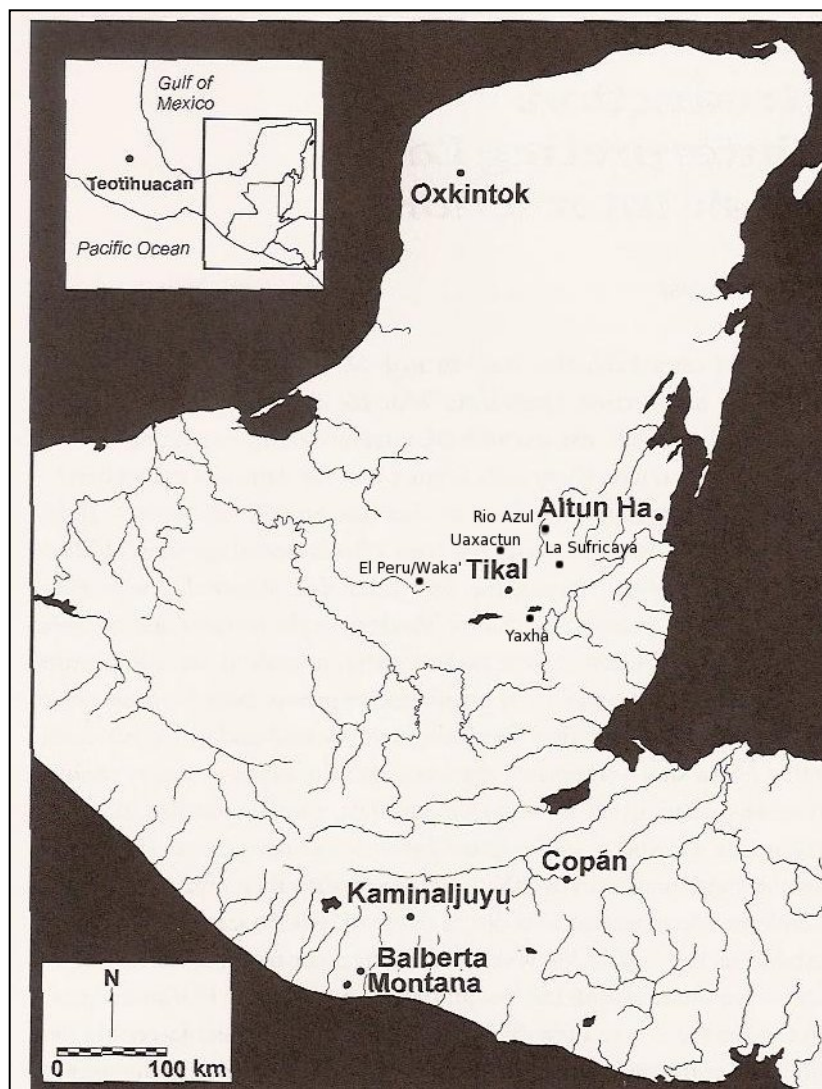 Gulf of
Mexico
Teotihuacan
Pacific Ocean
Oxkintok
Altun Ha
Rio Azul
Uaxactun
La Sufricaya
El Peru/Waka'
Tikal
Yaxha
Copán
Kaminaljuyu
Balberta
Montana
N
0
100 km